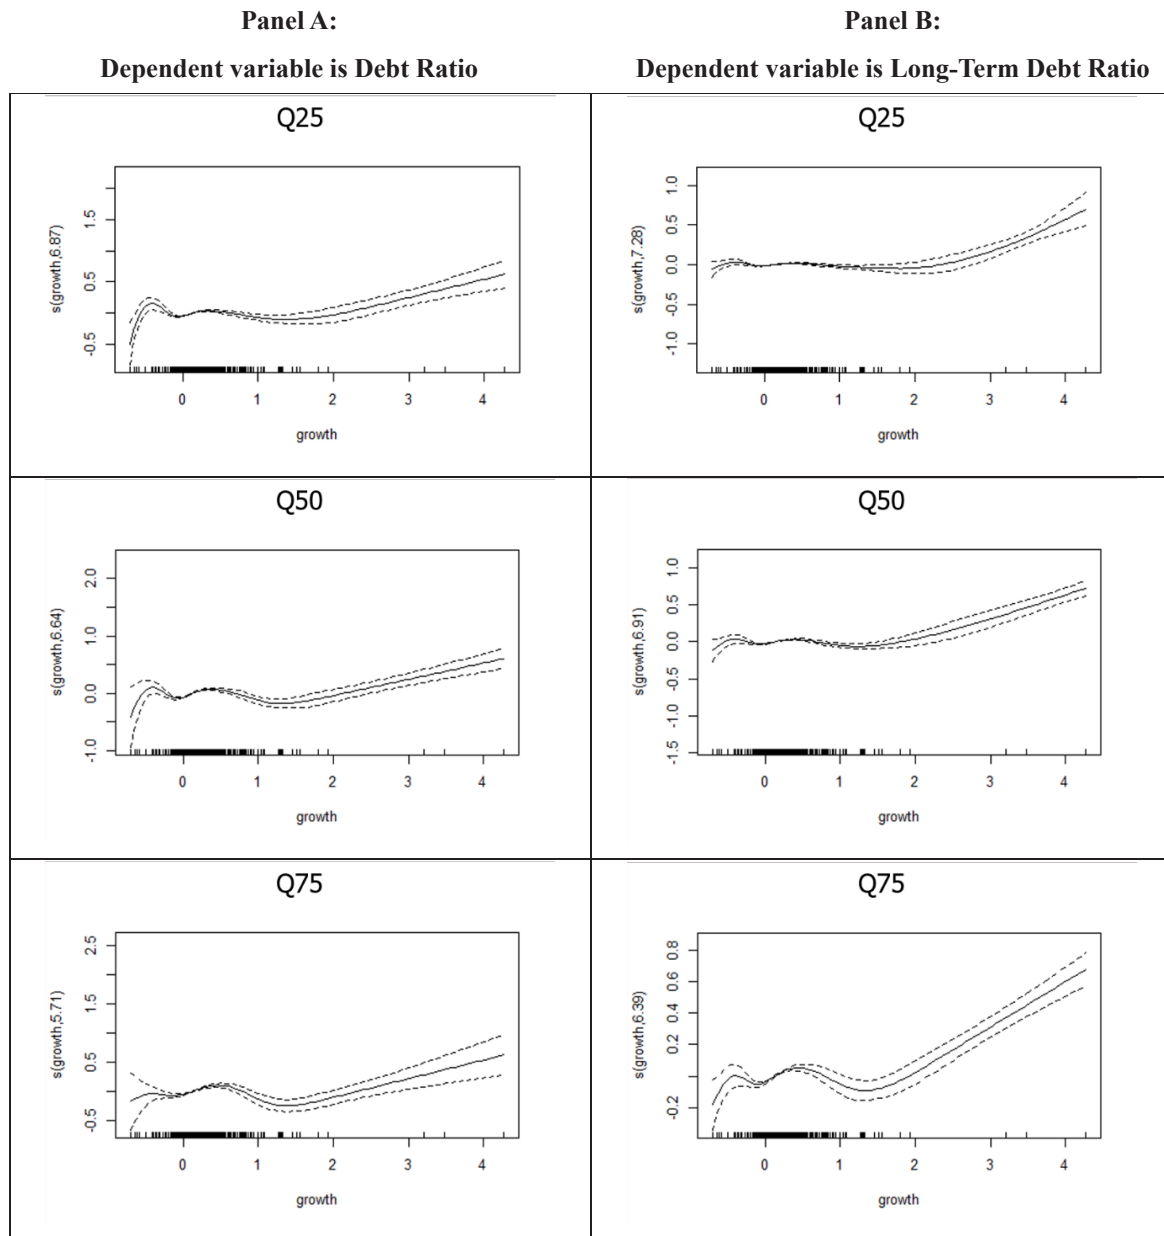 Panel A:
Dependent variable is Debt Ratio
Panel B:
Dependent variable is Long-Term Debt Ratio
Q25
s(growth,6.87)
1.5
0.5
-0.5
0 1 2 3 4
growth
Q25
s(growth,7.28)
1.0
0.5
0.0
-0.5
-1.0
0 1 2 3 4
growth
Q50
s(growth,6.64)
2.0
1.0
0.0
-1.0
0 1 2 3 4
growth
Q50
s(growth,6.91)
1.0
0.5
0.0
-0.5
-1.0
-1.5
0 1 2 3 4
growth
Q75
s(growth,5.71)
2.5
1.5
0.5
-0.5
0 1 2 3 4
growth
Q75
s(growth,6.39)
0.8
0.6
0.4
0.2
-0.2
0 1 2 3 4
growth